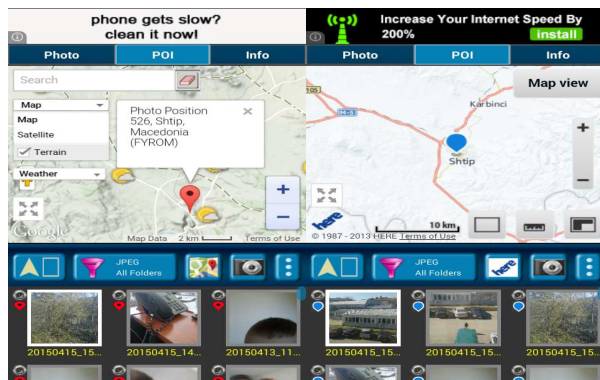 phone gets slow?
clean it now!
Photo
POI
Info
Search
Map
Map
Satellite
Terrain
Weather
Photo Position
526, Shtip,
Macedonia
(FYROM)
Google
Map Data
2 km
Terms of Use
JPEG
All Folders
20150415_15...
20150415_14...
20150413_11...
Increase Your Internet Speed By
200%
install
Photo
POI
Info
Map view
105
M-5
Karbinci
Shtip
10 km
here
© 1987 - 2013 HERE Terms of Use
JPEG
All Folders
here
20150415_15...
20150415_15...
20150415_15...